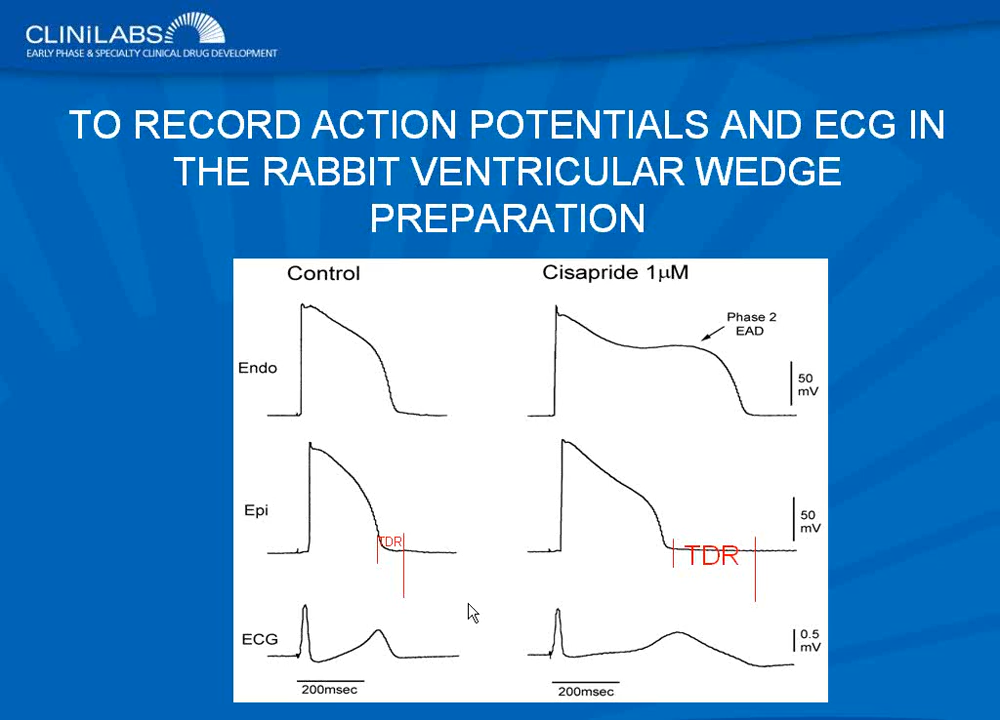 CLINiLABS
EARLY PHASE & SPECIALTY CLINICAL DRUG DEVELOPMENT
TO RECORD ACTION POTENTIALS AND ECG IN
THE RABBIT VENTRICULAR WEDGE
PREPARATION
Control
Cisapride 1μM
Phase 2
EAD
Endo
50
mV
Epi
50
mV
TDR
TDR
ECG
0.5
mV
200msec
200msec